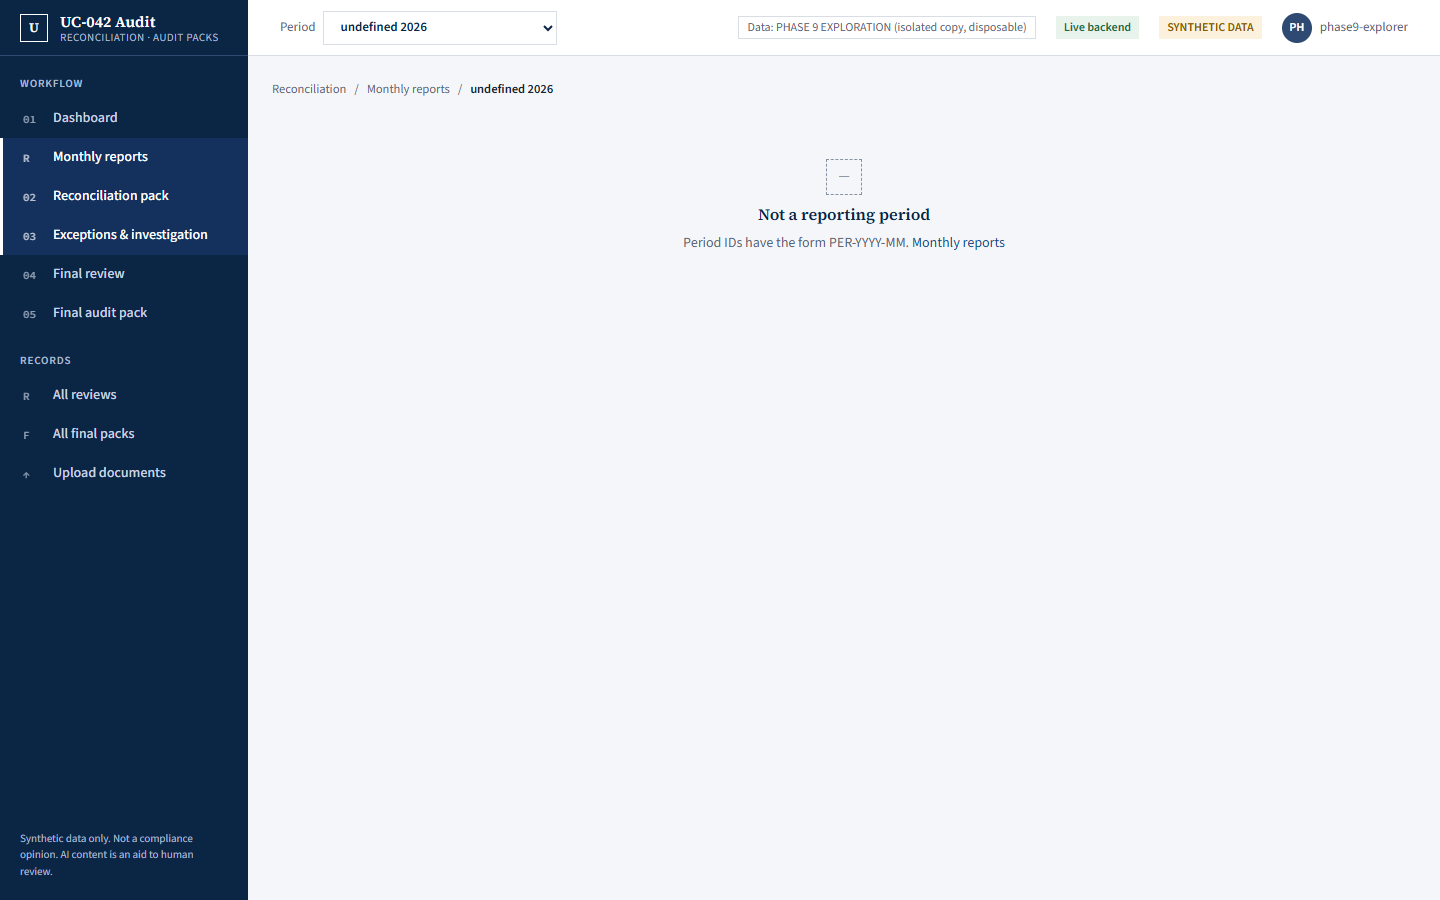 U
UC-042 Audit
RECONCILIATION · AUDIT PACKS
Period
undefined 2026
Data: PHASE 9 EXPLORATION (isolated copy, disposable)
Live backend
SYNTHETIC DATA
PH
phase9-explorer
WORKFLOW
01 Dashboard
R Monthly reports
02 Reconciliation pack
03 Exceptions & investigation
04 Final review
05 Final audit pack
RECORDS
R All reviews
F All final packs
↑ Upload documents
Synthetic data only. Not a compliance
opinion. AI content is an aid to human
review.
Reconciliation / Monthly reports / undefined 2026
—
Not a reporting period
Period IDs have the form PER-YYYY-MM. Monthly reports